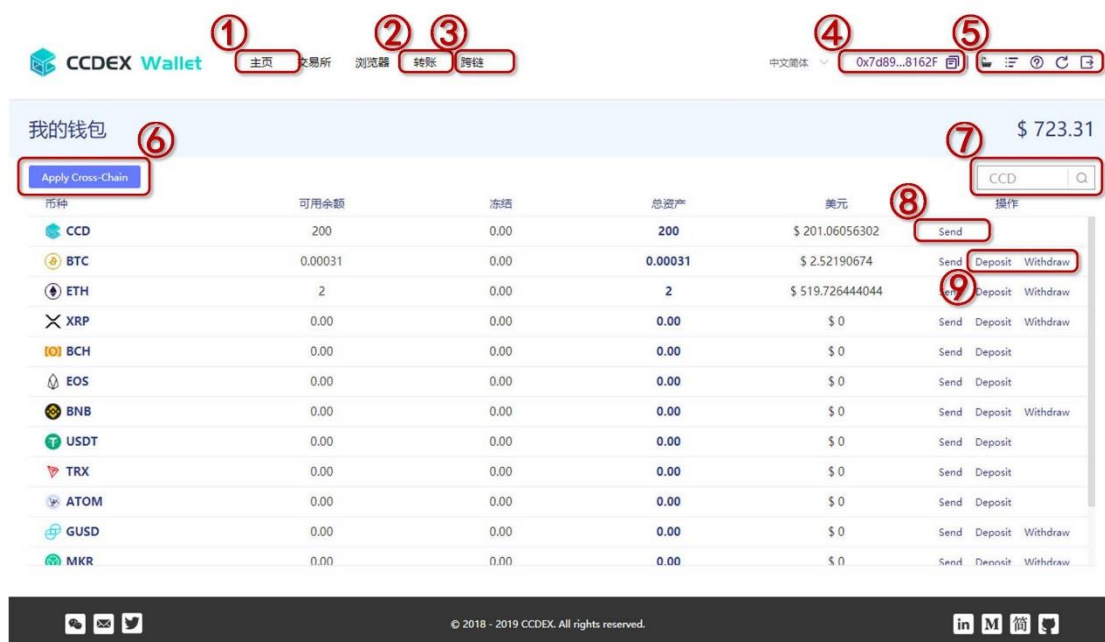 ① ② ③ ④ ⑤
CCDEX Wallet 主页 交易所 浏览器 转账 跨链 中文简体 0x7d89...8162F
我的钱包 $ 723.31
⑥ ⑦
Apply Cross-Chain CCD
币种 可用余额 冻结 总资产 美元 ⑧ 操作
CCD 200 0.00 200 $ 201.06056302 Send
BTC 0.00031 0.00 0.00031 $ 2.52190674 Send Deposit Withdraw
ETH 2 0.00 2 $ 519.726444044 Send ⑨ Deposit Withdraw
XRP 0.00 0.00 0.00 $ 0 Send Deposit Withdraw
BCH 0.00 0.00 0.00 $ 0 Send Deposit
EOS 0.00 0.00 0.00 $ 0 Send Deposit
BNB 0.00 0.00 0.00 $ 0 Send Deposit Withdraw
USDT 0.00 0.00 0.00 $ 0 Send Deposit
TRX 0.00 0.00 0.00 $ 0 Send Deposit
ATOM 0.00 0.00 0.00 $ 0 Send Deposit
GUSD 0.00 0.00 0.00 $ 0 Send Deposit Withdraw
MKR 0.00 0.00 0.00 $ 0 Send Deposit Withdraw
© 2018 - 2019 CCDEX. All rights reserved. in M 简